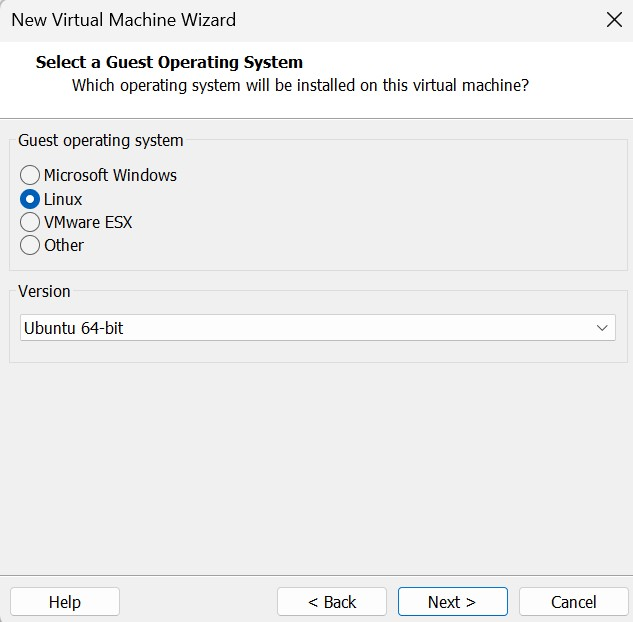 New Virtual Machine Wizard
Select a Guest Operating System
Which operating system will be installed on this virtual machine?
Guest operating system
Microsoft Windows
Linux
VMware ESX
Other
Version
Ubuntu 64-bit
Help
< Back
Next >
Cancel